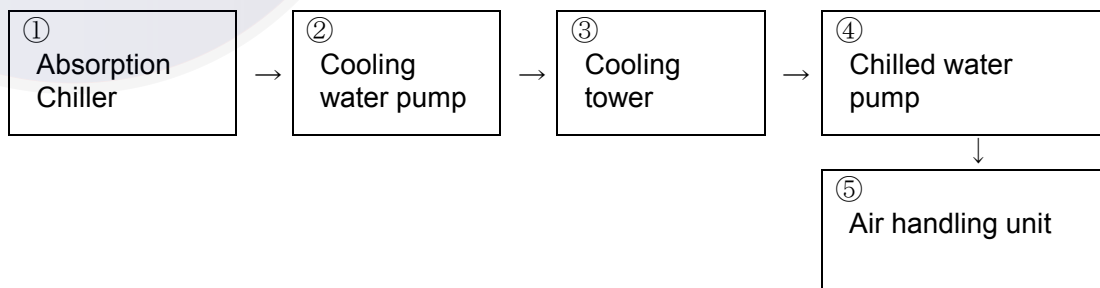 ①
Absorption
Chiller
→
②
Cooling
water pump
→
③
Cooling
tower
→
④
Chilled water
pump
↓
⑤
Air handling unit